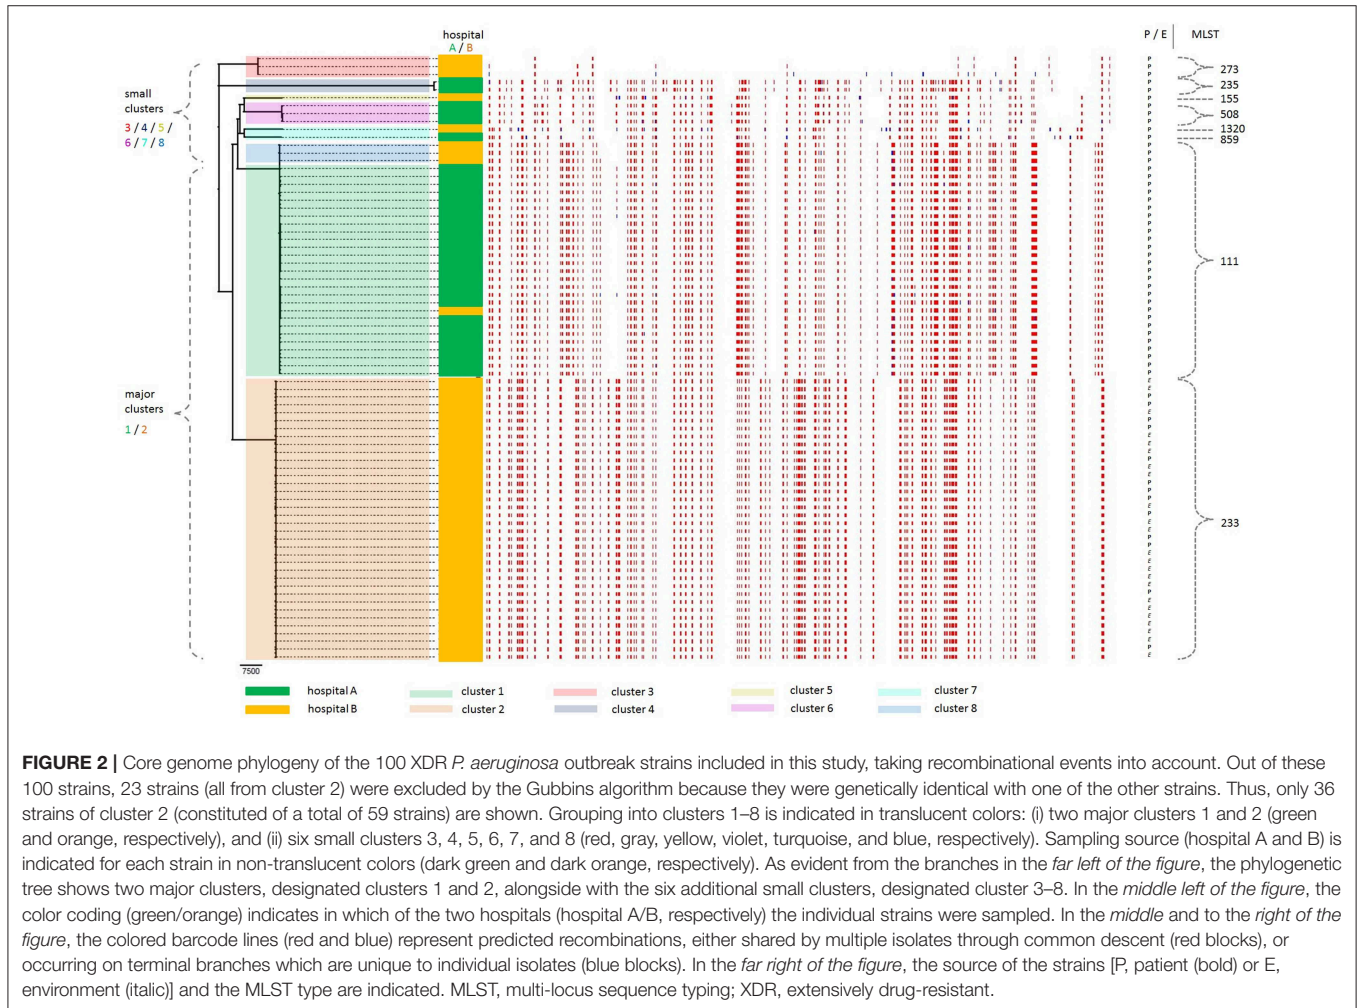 hospital
A / B
P / E | MLST
small
clusters
3 / 4 / 5 /
6 / 7 / 8
273
235
155
508
1320
859
111
major
clusters
1 / 2
233
7500
hospital A
cluster 1
cluster 3
cluster 5
cluster 7
hospital B
cluster 2
cluster 4
cluster 6
cluster 8
FIGURE 2 | Core genome phylogeny of the 100 XDR P. aeruginosa outbreak strains included in this study, taking recombinational events into account. Out of these
100 strains, 23 strains (all from cluster 2) were excluded by the Gubbins algorithm because they were genetically identical with one of the other strains. Thus, only 36
strains of cluster 2 (constituted of a total of 59 strains) are shown. Grouping into clusters 1–8 is indicated in translucent colors: (i) two major clusters 1 and 2 (green
and orange, respectively), and (ii) six small clusters 3, 4, 5, 6, 7, and 8 (red, gray, yellow, violet, turquoise, and blue, respectively). Sampling source (hospital A and B) is
indicated for each strain in non-translucent colors (dark green and dark orange, respectively). As evident from the branches in the far left of the figure, the phylogenetic
tree shows two major clusters, designated clusters 1 and 2, alongside with the six additional small clusters, designated cluster 3–8. In the middle left of the figure, the
color coding (green/orange) indicates in which of the two hospitals (hospital A/B, respectively) the individual strains were sampled. In the middle and to the right of the
figure, the colored barcode lines (red and blue) represent predicted recombinations, either shared by multiple isolates through common descent (red blocks), or
occurring on terminal branches which are unique to individual isolates (blue blocks). In the far right of the figure, the source of the strains [P, patient (bold) or E,
environment (italic)] and the MLST type are indicated. MLST, multi-locus sequence typing; XDR, extensively drug-resistant.